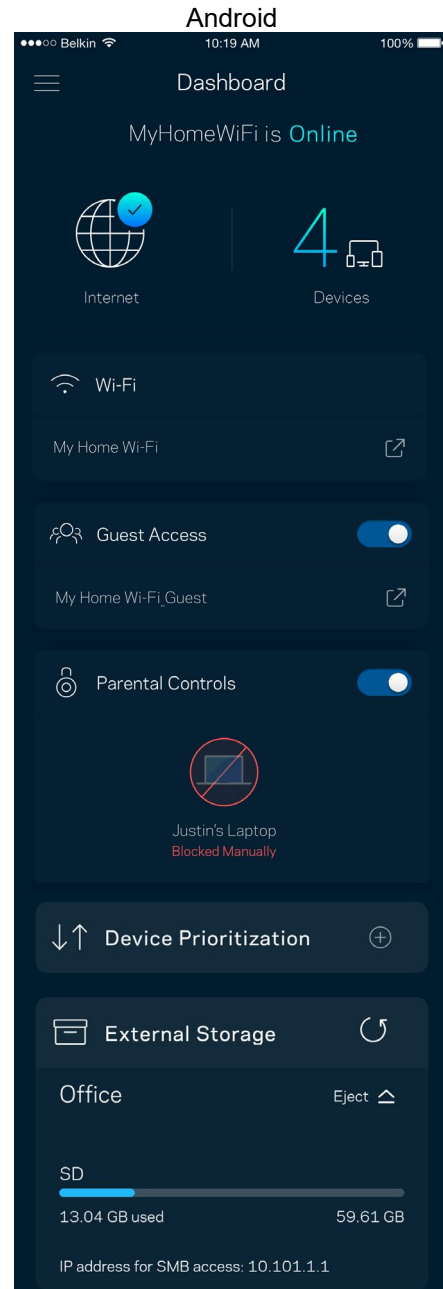 Android
Belkin 10:19 AM 100%
Dashboard
MyHomeWiFi is Online
4
Internet Devices
Wi-Fi
My Home Wi-Fi
Guest Access
My Home Wi-Fi_Guest
Parental Controls
Justin's Laptop
Blocked Manually
Device Prioritization
External Storage
Office Eject
SD
13.04 GB used 59.61 GB
IP address for SMB access: 10.101.1.1